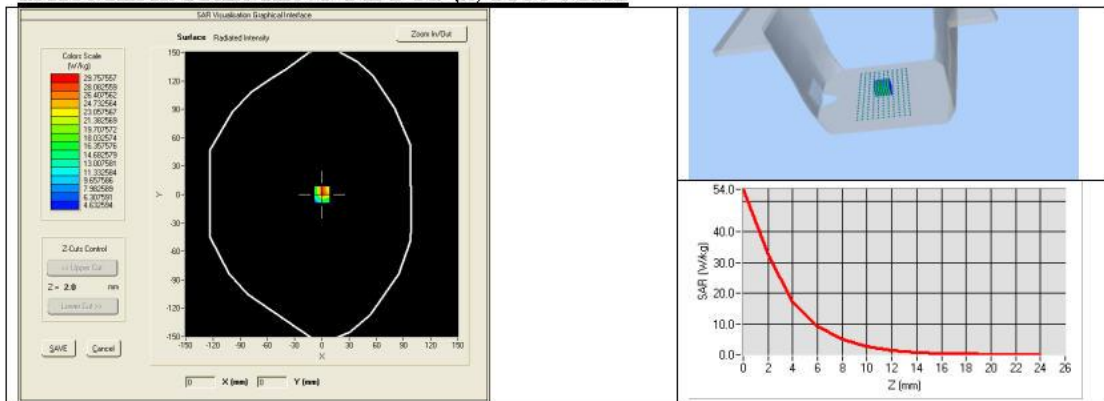 SAR Visualisation Graphical Interface
Surface Radiated Intensity
Zoom In/Out
Colors Scale
(W/kg)
29.757557
28.082559
26.407562
24.732564
23.057567
21.382569
19.707572
18.032574
16.357576
14.682579
13.007581
11.332584
9.657586
7.982589
6.307591
4.632594
150
120
90
60
30
Y
0
-30
-60
-90
-120
-150
-150 -120 -90 -60 -30 0 30 60 90 120 150
X
Z-Cuts Control
<< Upper Cut
Z = 2.0 mm
Lower Cut >>
SAVE
Cancel
0 X (mm) 0 Y (mm)
54.0
40.0
30.0
20.0
10.0
0.0
SAR (W/kg)
0 2 4 6 8 10 12 14 16 18 20 22 24 26
Z (mm)